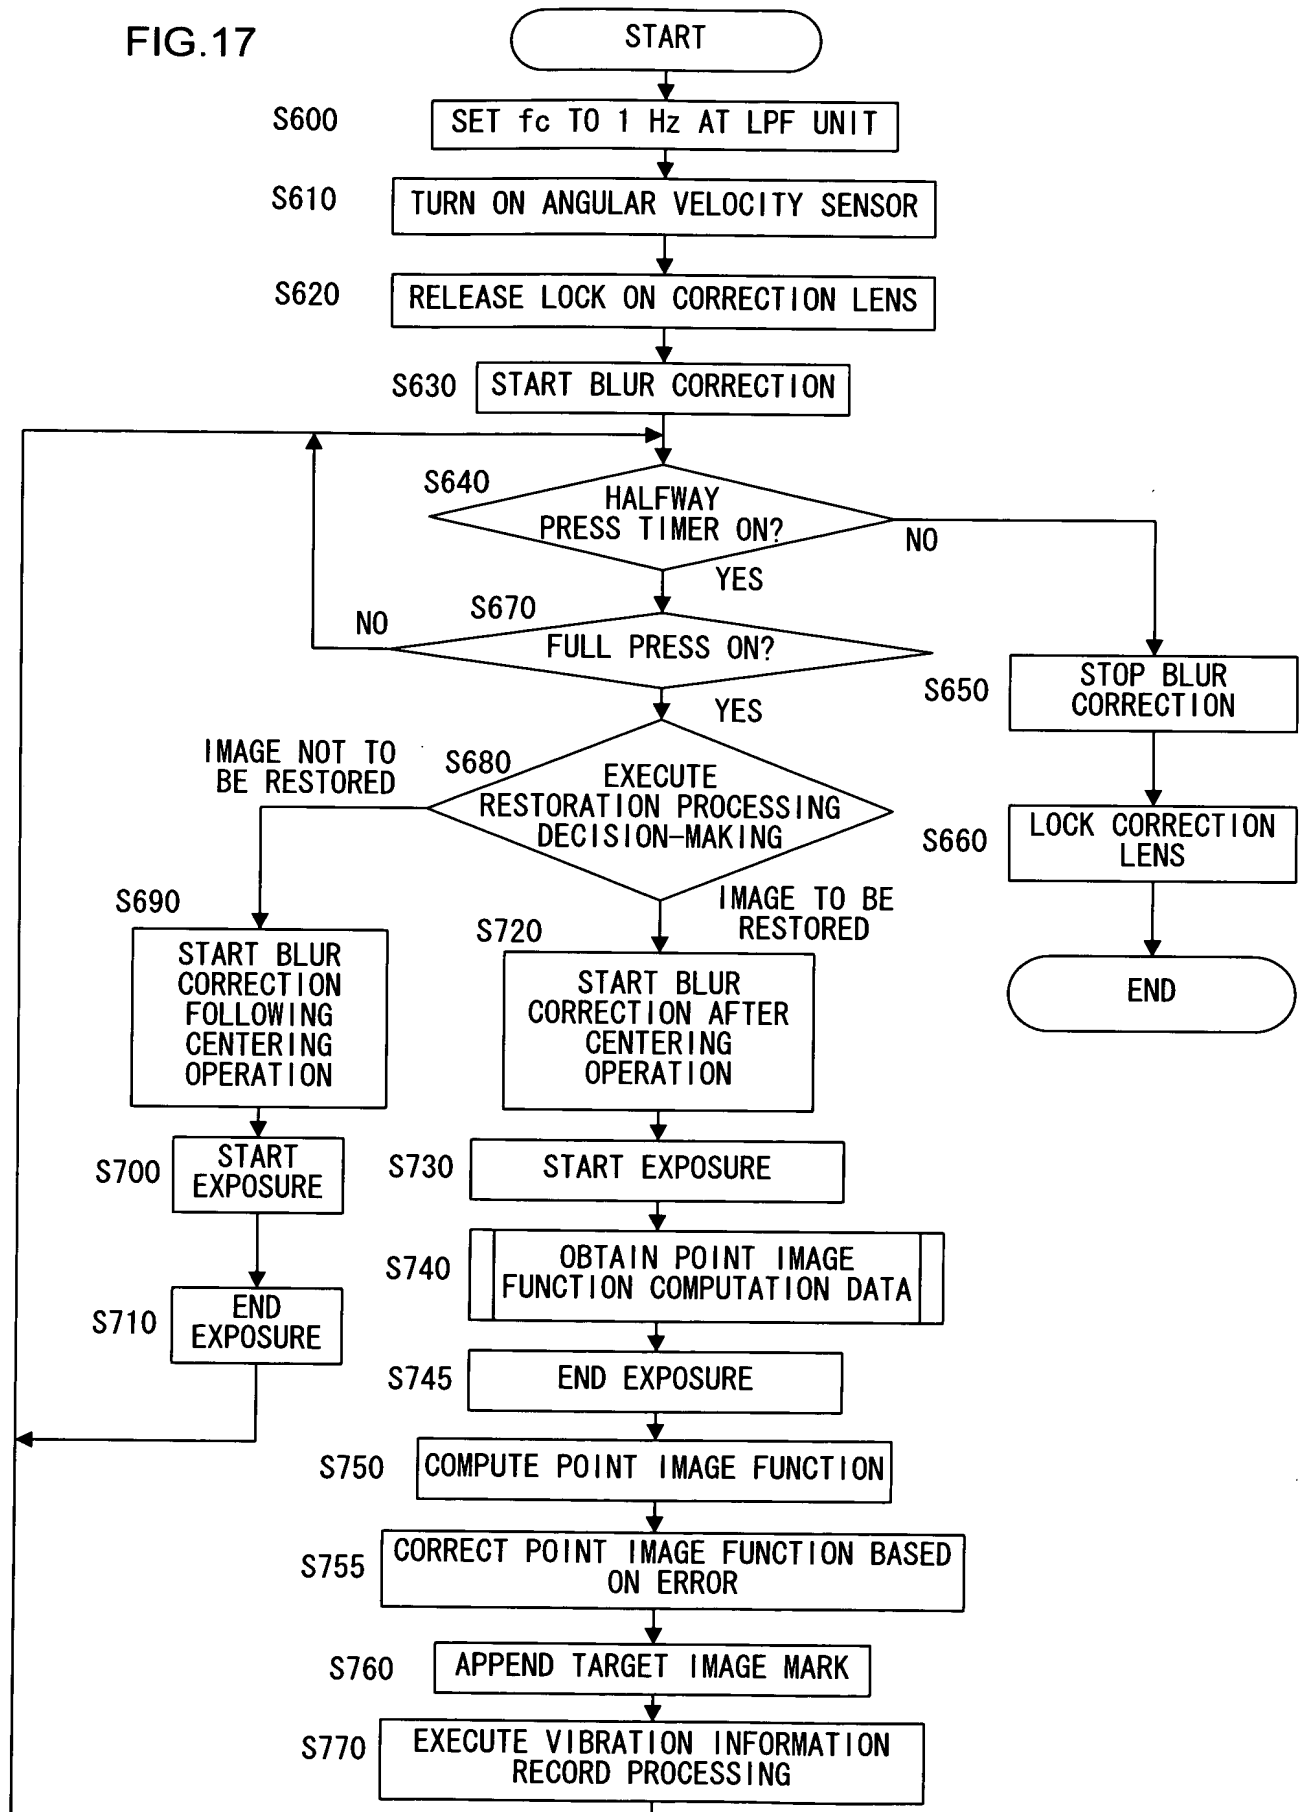 FIG.17
START
S600
SET fc TO 1 Hz AT LPF UNIT
S610
TURN ON ANGULAR VELOCITY SENSOR
S620
RELEASE LOCK ON CORRECTION LENS
S630
START BLUR CORRECTION
S640
HALFWAY
PRESS TIMER ON?
NO
YES
S670
NO
FULL PRESS ON?
YES
S650
STOP BLUR
CORRECTION
IMAGE NOT TO
BE RESTORED
S680
EXECUTE
RESTORATION PROCESSING
DECISION-MAKING
S660
LOCK CORRECTION
LENS
IMAGE TO BE
RESTORED
END
S690
START BLUR
CORRECTION
FOLLOWING
CENTERING
OPERATION
S720
START BLUR
CORRECTION AFTER
CENTERING
OPERATION
S700
START
EXPOSURE
S730
START EXPOSURE
S740
OBTAIN POINT IMAGE
FUNCTION COMPUTATION DATA
S710
END
EXPOSURE
S745
END EXPOSURE
S750
COMPUTE POINT IMAGE FUNCTION
S755
CORRECT POINT IMAGE FUNCTION BASED
ON ERROR
S760
APPEND TARGET IMAGE MARK
S770
EXECUTE VIBRATION INFORMATION
RECORD PROCESSING